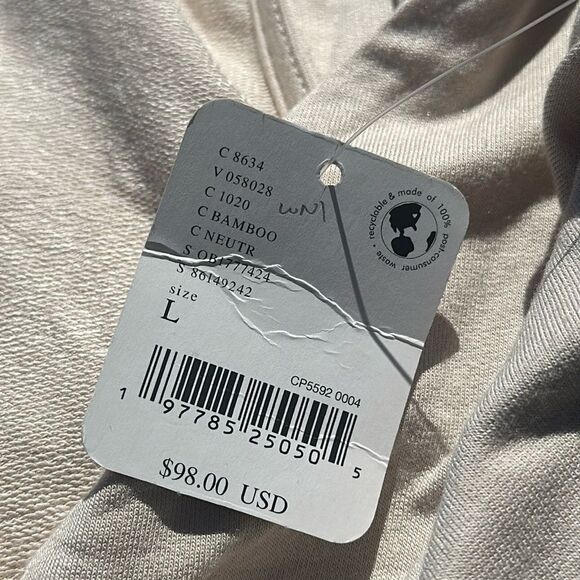 C 8634
V 058028
C 1020
C BAMBOO
C NEUTR
S OB1777424
S 86149242
size
L
recyclable & made of 100% post-consumer waste •
CP5592 0004
1 97785 25050 5
$98.00 USD